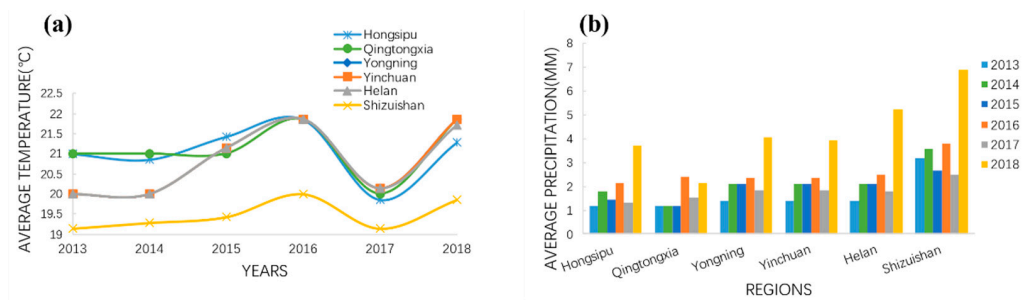 (a)
Hongsipu
Qingtongxia
Yongning
Yinchuan
Helan
Shizuishan
AVERAGE TEMPERATURE(℃)
22.5
22
21.5
21
20.5
20
19.5
19
2013 2014 2015 2016 2017 2018
YEARS
(b)
AVERAGE PRECIPITATION(MM)
8
7
6
5
4
3
2
1
0
Hongsipu Qingtongxia Yongning Yinchuan Helan Shizuishan
REGIONS
2013
2014
2015
2016
2017
2018